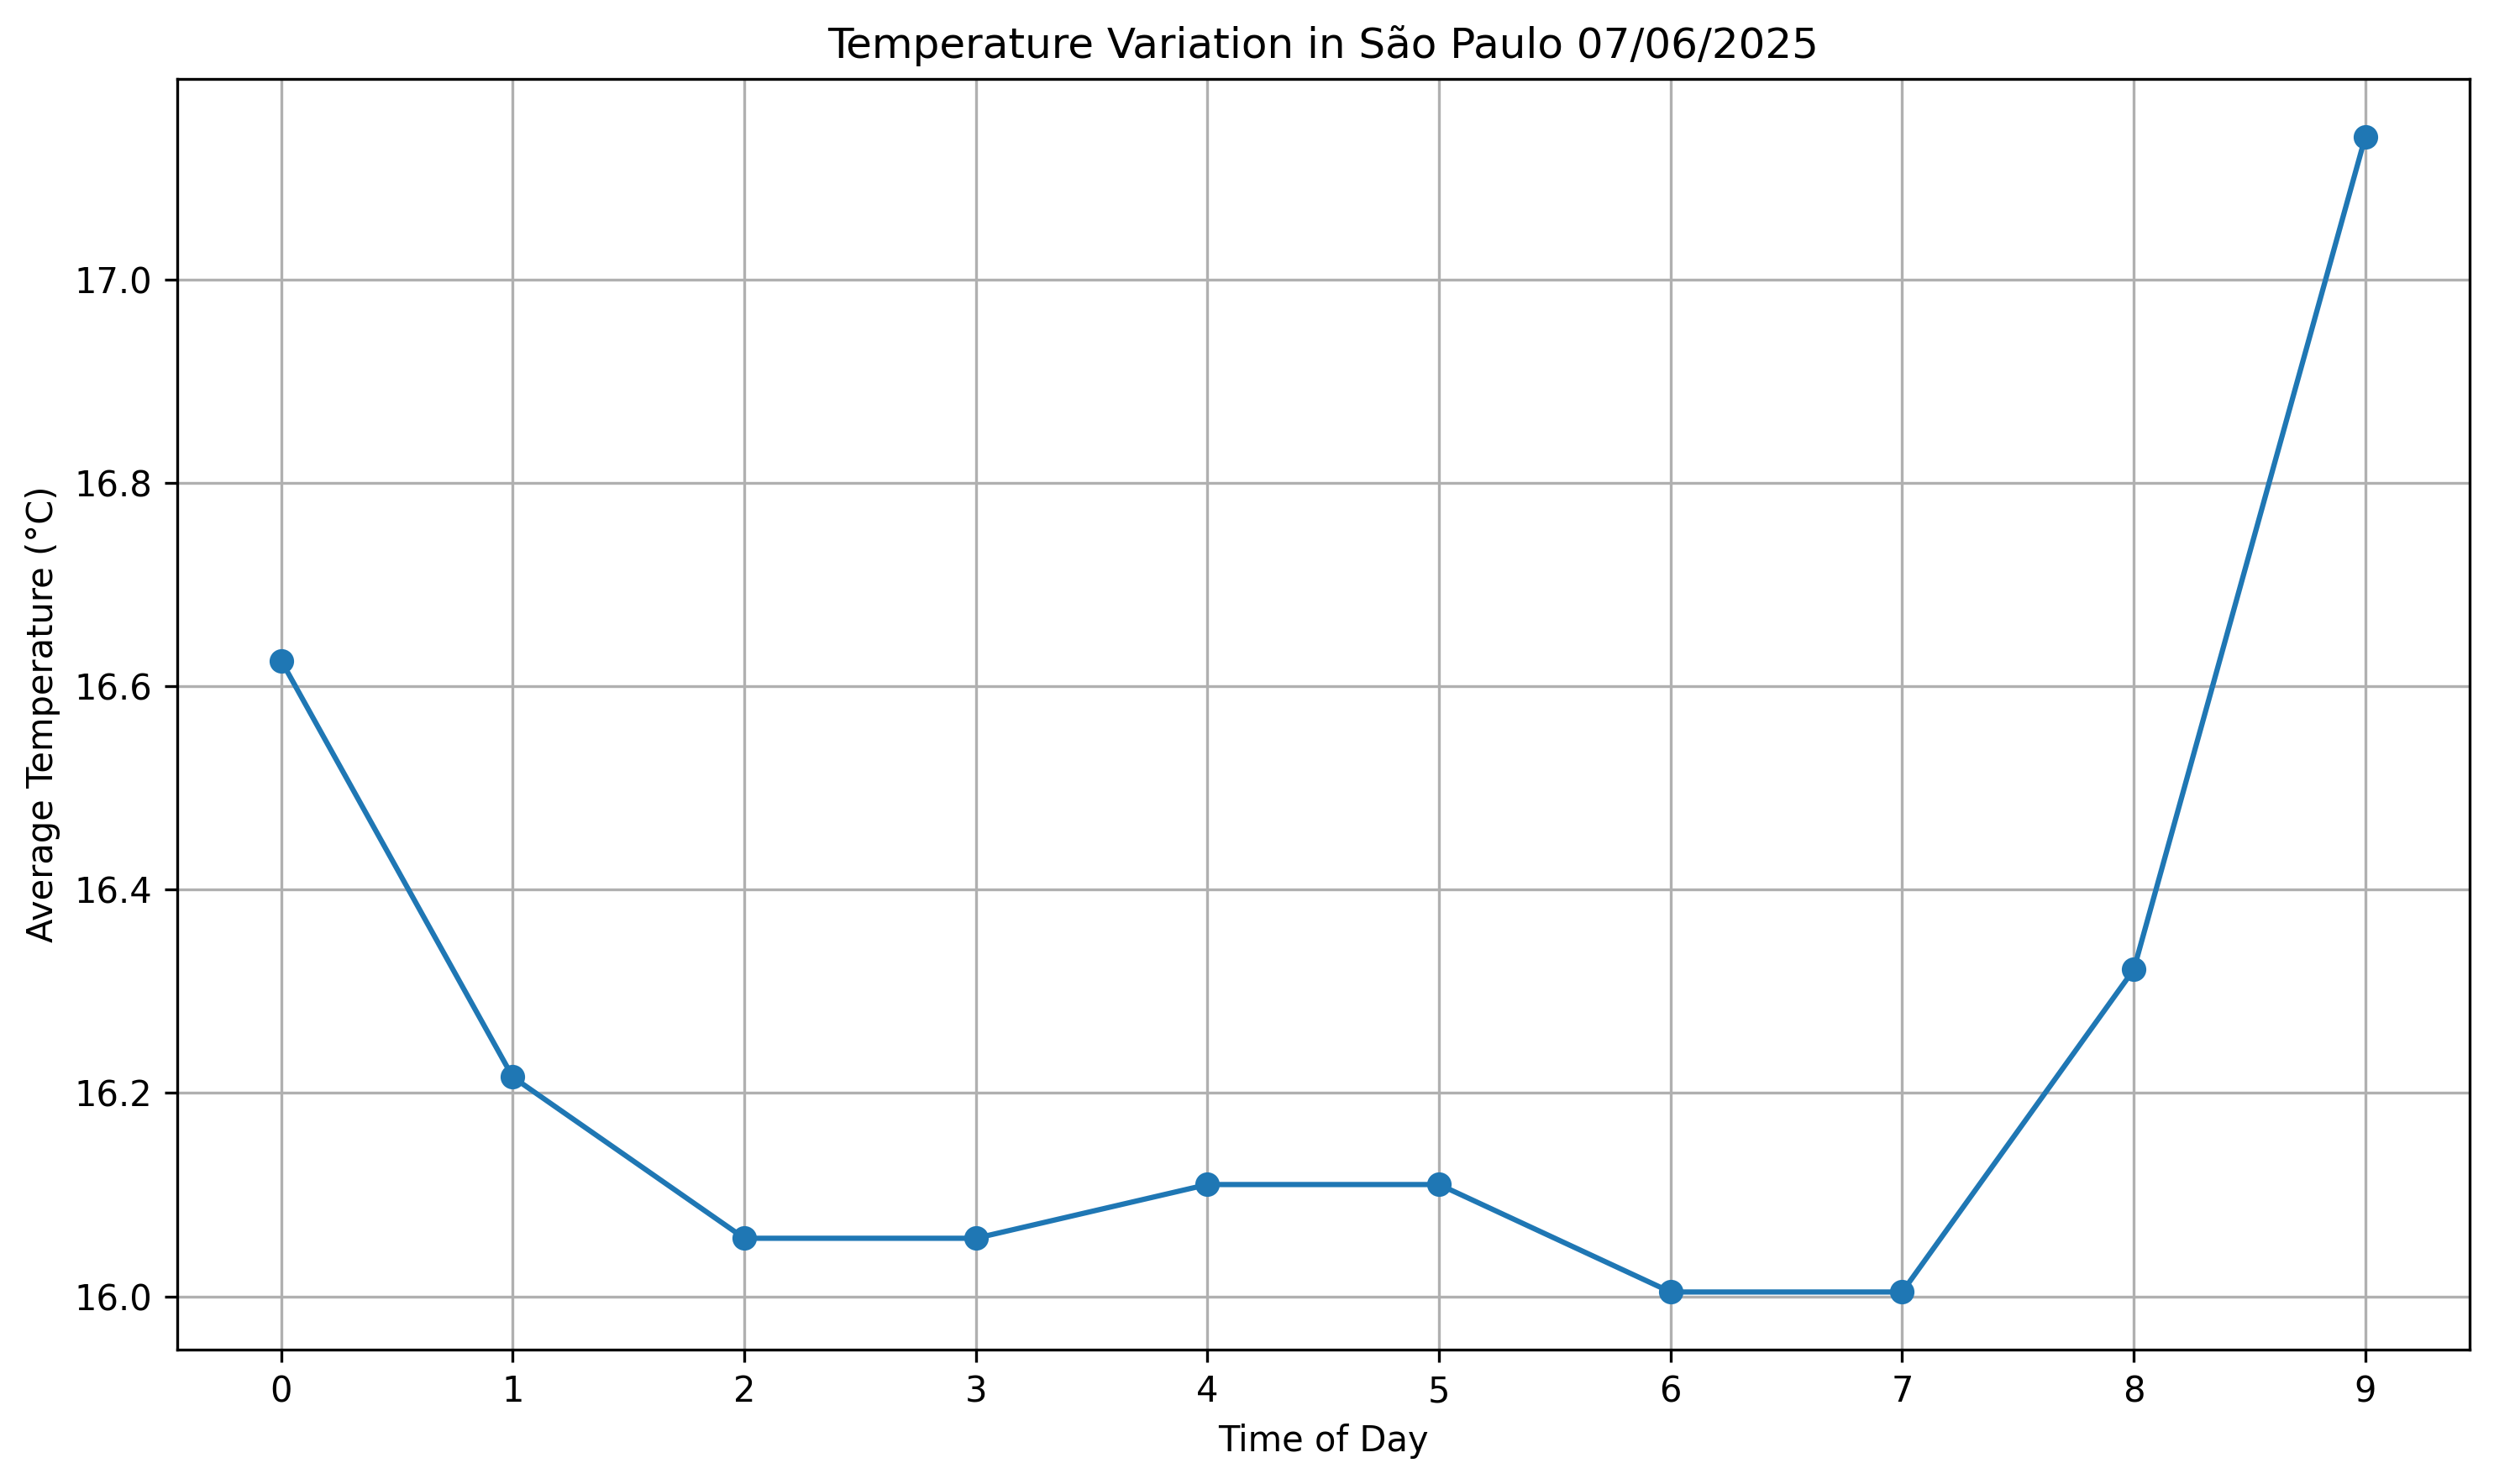 Temperature Variation in São Paulo 07/06/2025
Average Temperature (°C)
17.0
16.8
16.6
16.4
16.2
16.0
0 1 2 3 4 5 6 7 8 9
Time of Day